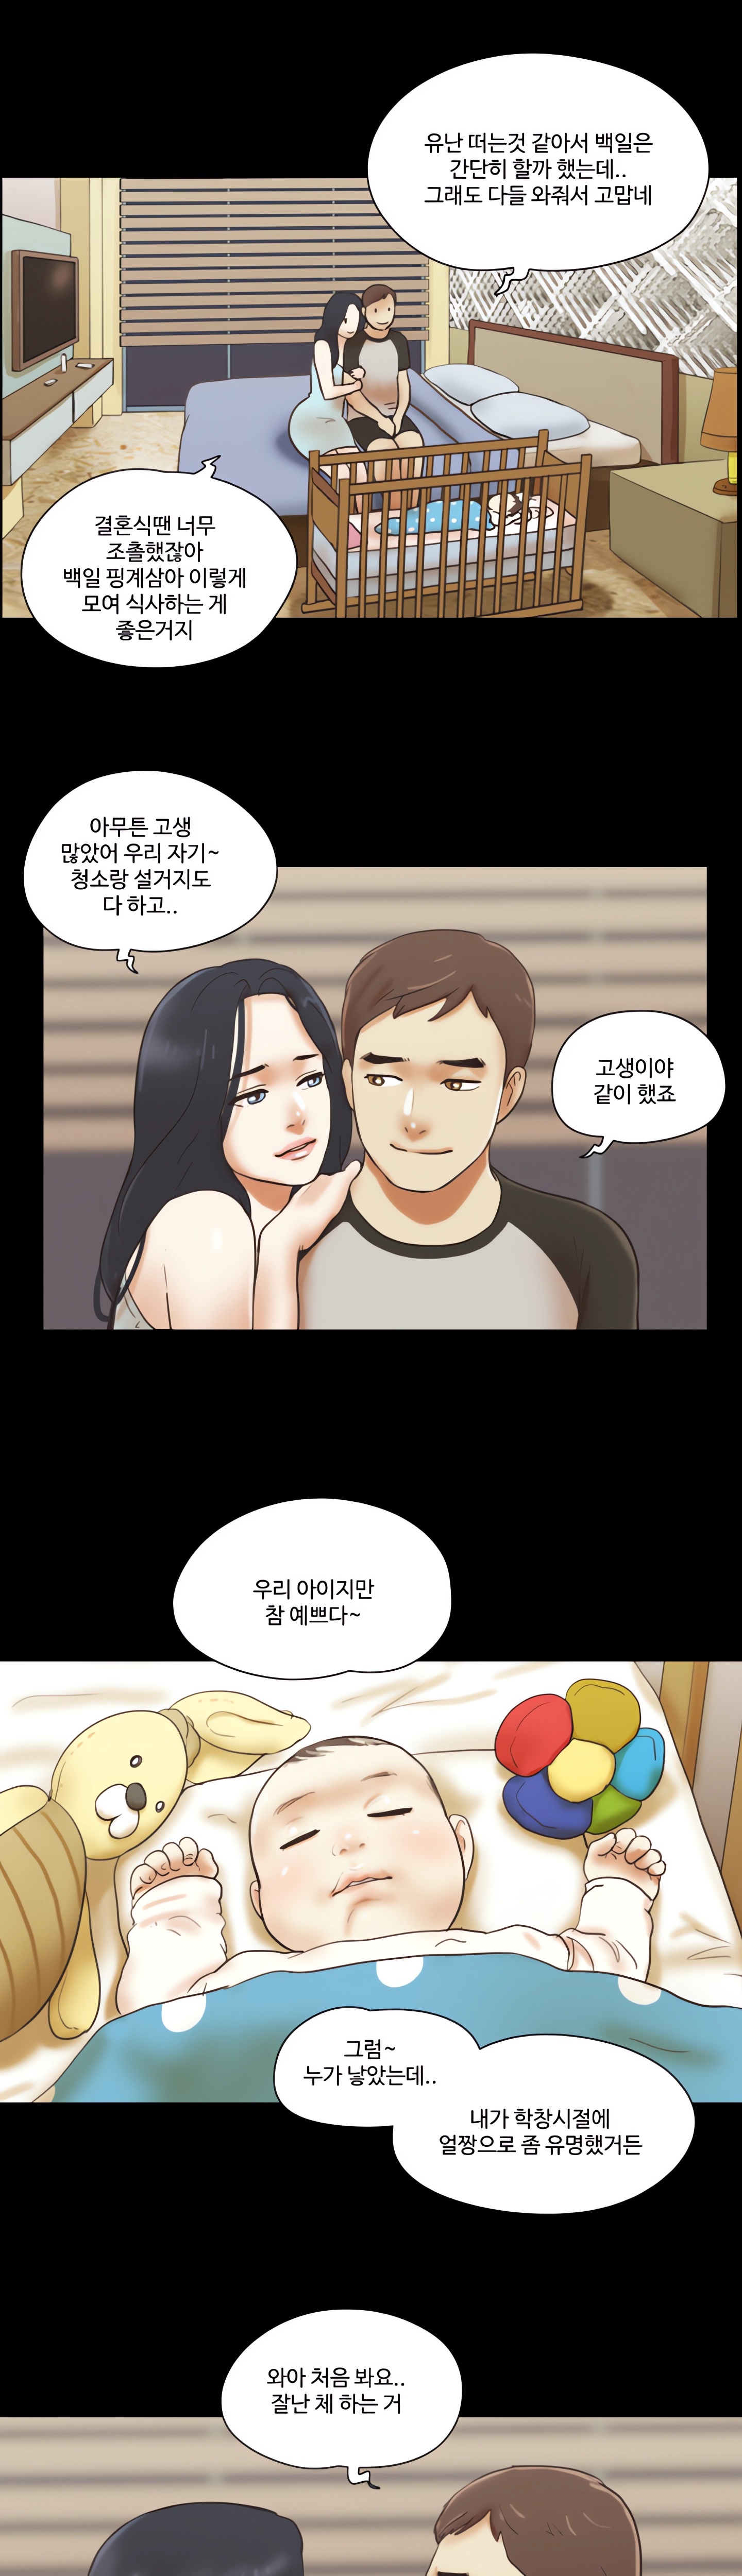 유난 떠는것 같아서 백일은
간단히 할까 했는데..
그래도 다들 와줘서 고맙네
결혼식땐 너무
조촐했잖아
백일 핑계삼아 이렇게
모여 식사하는 게
좋은거지
아무튼 고생
많았어 우리 자기~
청소랑 설거지도
다 하고..
고생이야
같이 했죠
우리 아이지만
참 예쁘다~
그럼~
누가 낳았는데..
내가 학창시절에
얼짱으로 좀 유명했거든
와아 처음 봐요..
잘난 체 하는 거